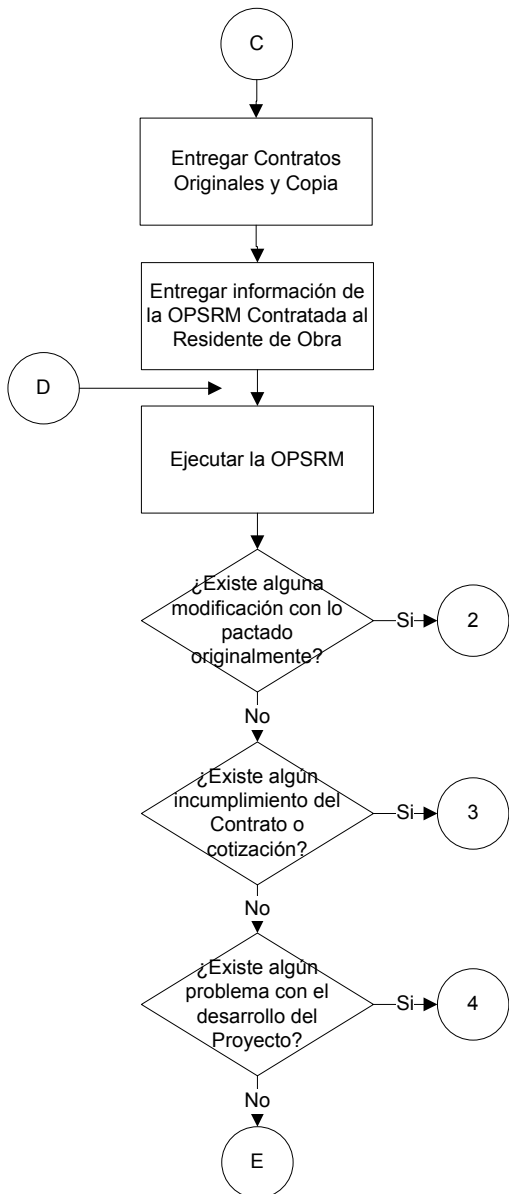 C
Entregar Contratos
Originales y Copia
Entregar información de
la OPSRM Contratada al
Residente de Obra
D
Ejecutar la OPSRM
¿Existe alguna
modificación con lo
pactado
originalmente?
Si
2
No
¿Existe algún
incumplimiento del
Contrato o
cotización?
Si
3
No
¿Existe algún
problema con el
desarrollo del
Proyecto?
Si
4
No
E